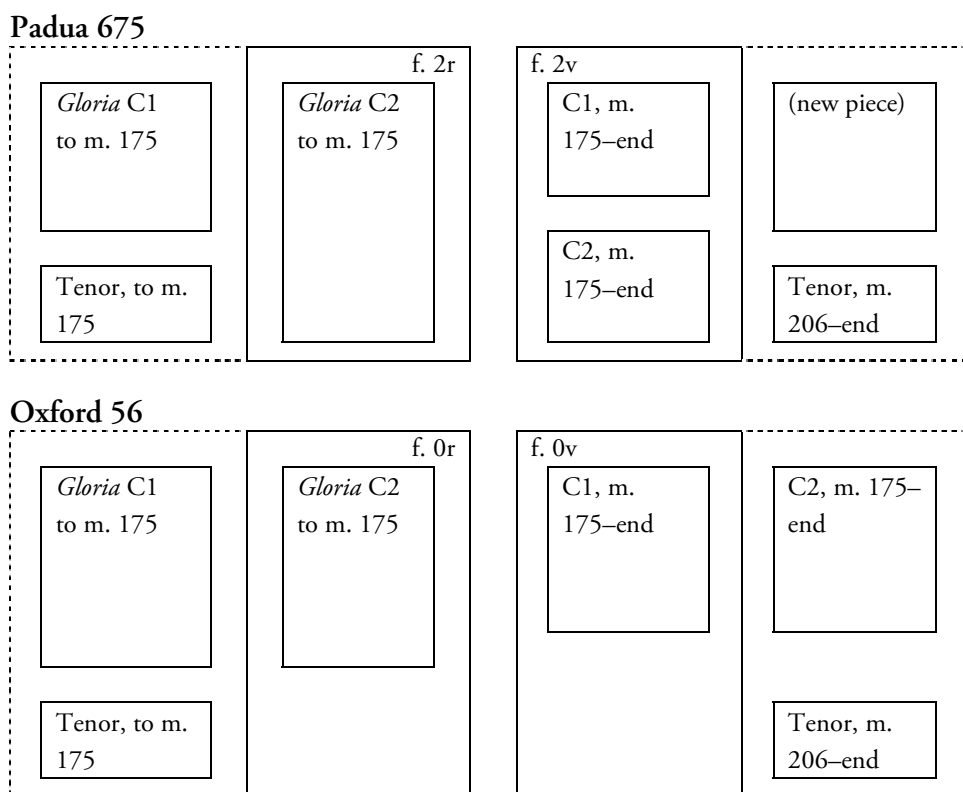 Padua 675
f. 2r
Gloria C1
to m. 175
Tenor, to m.
175
Gloria C2
to m. 175
f. 2v
C1, m.
175–end
C2, m.
175–end
(new piece)
Tenor, m.
206–end
Oxford 56
f. 0r
Gloria C1
to m. 175
Tenor, to m.
175
Gloria C2
to m. 175
f. 0v
C1, m.
175–end
C2, m. 175–
end
Tenor, m.
206–end